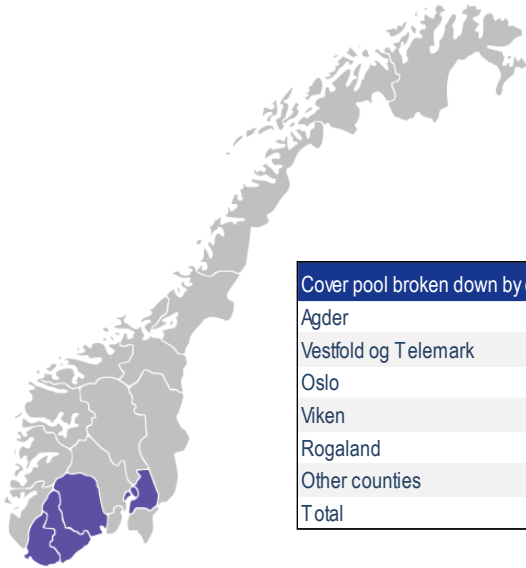 Cover pool broken down by
Agder
Vestfold og Telemark
Oslo
Viken
Rogaland
Other counties
Total